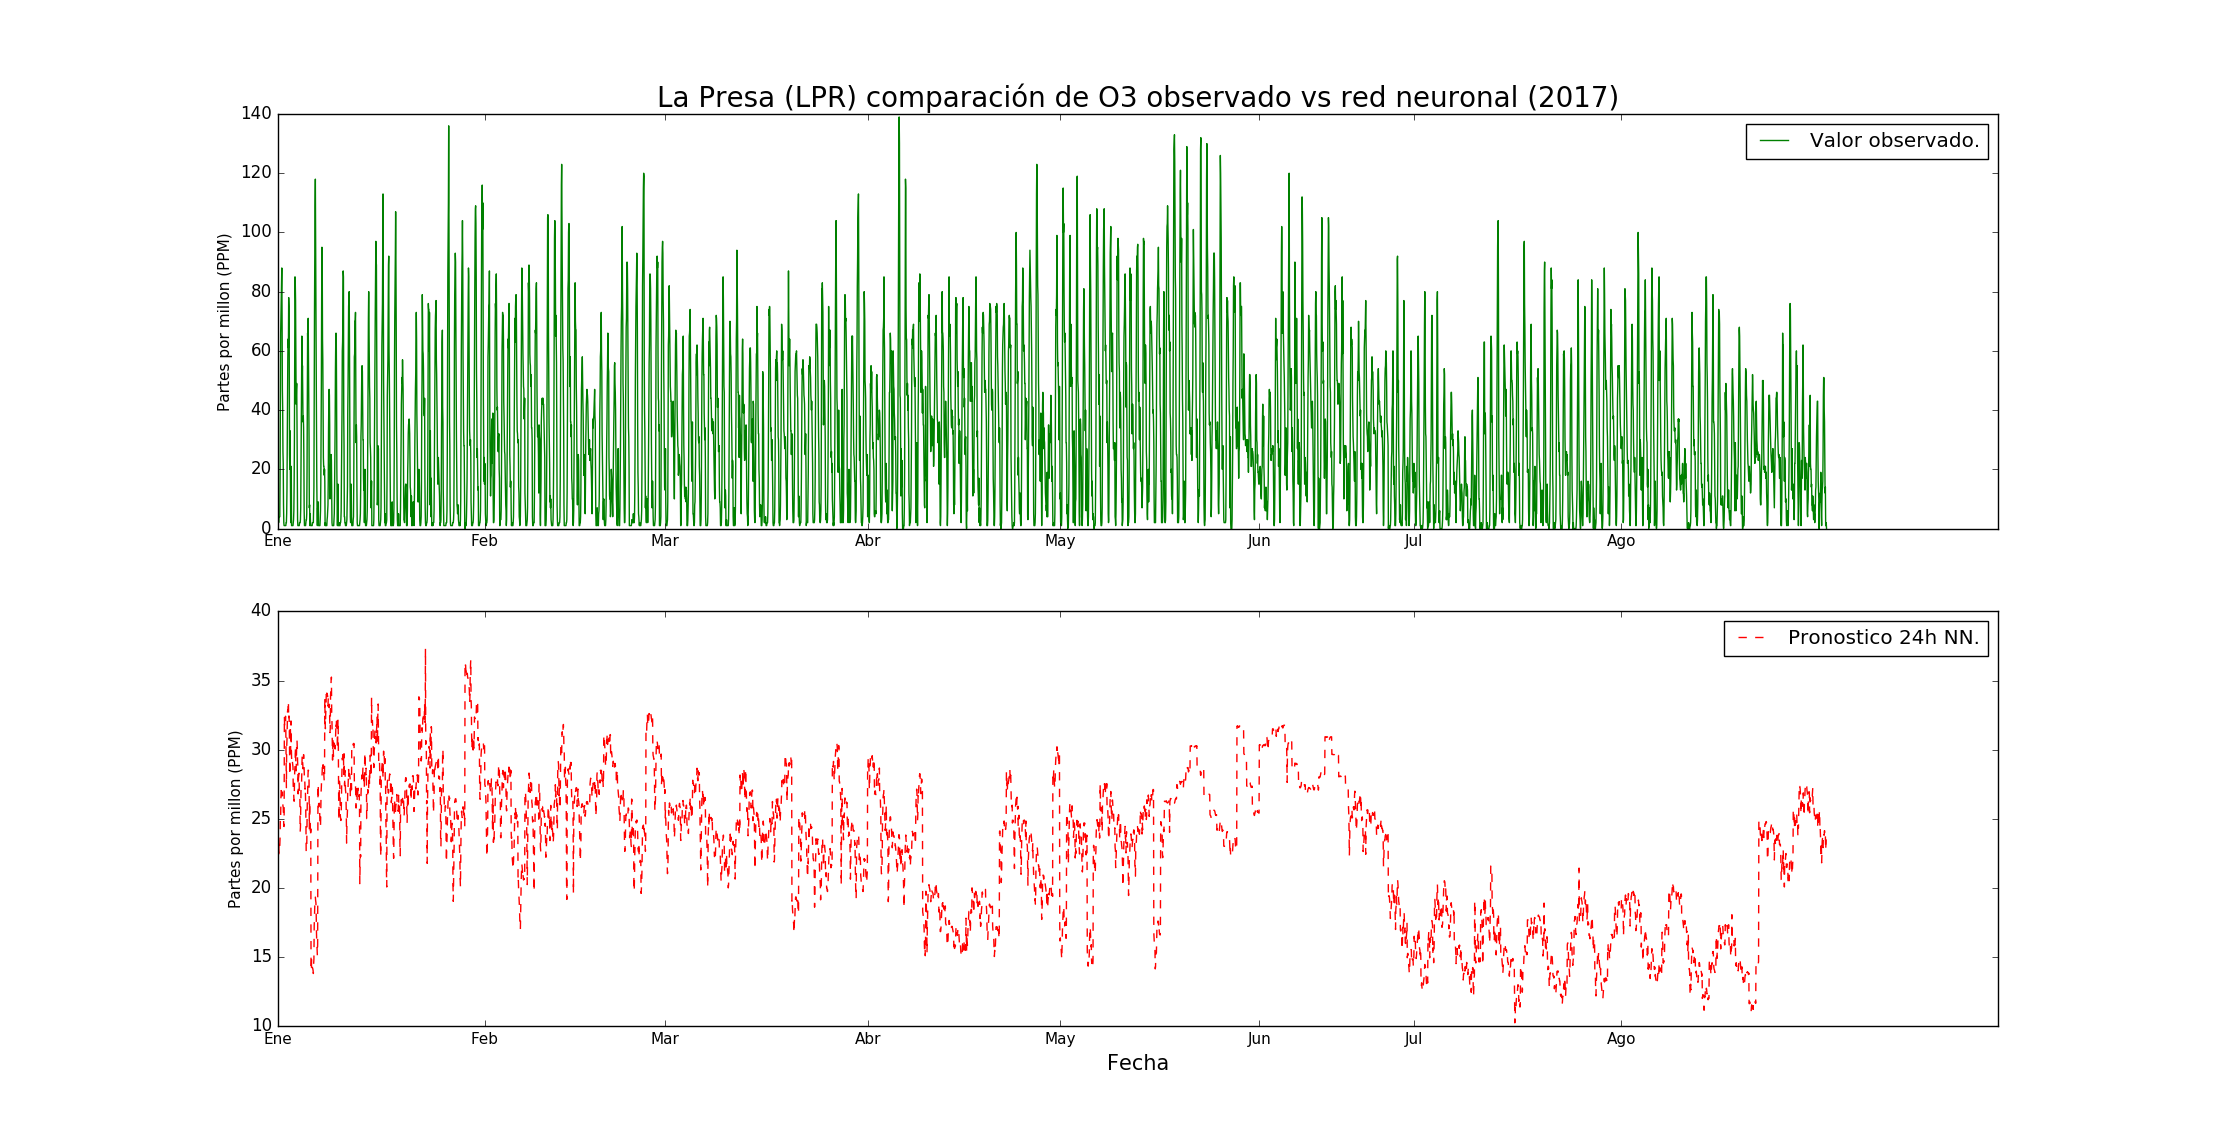 La Presa (LPR) comparación de O3 observado vs red neuronal (2017)
140
120
100
80
60
40
20
0
Partes por millon (PPM)
Valor observado.
Ene Feb Mar Abr May Jun Jul Ago
40
35
30
25
20
15
10
Partes por millon (PPM)
Pronostico 24h NN.
Ene Feb Mar Abr May Jun Jul Ago
Fecha